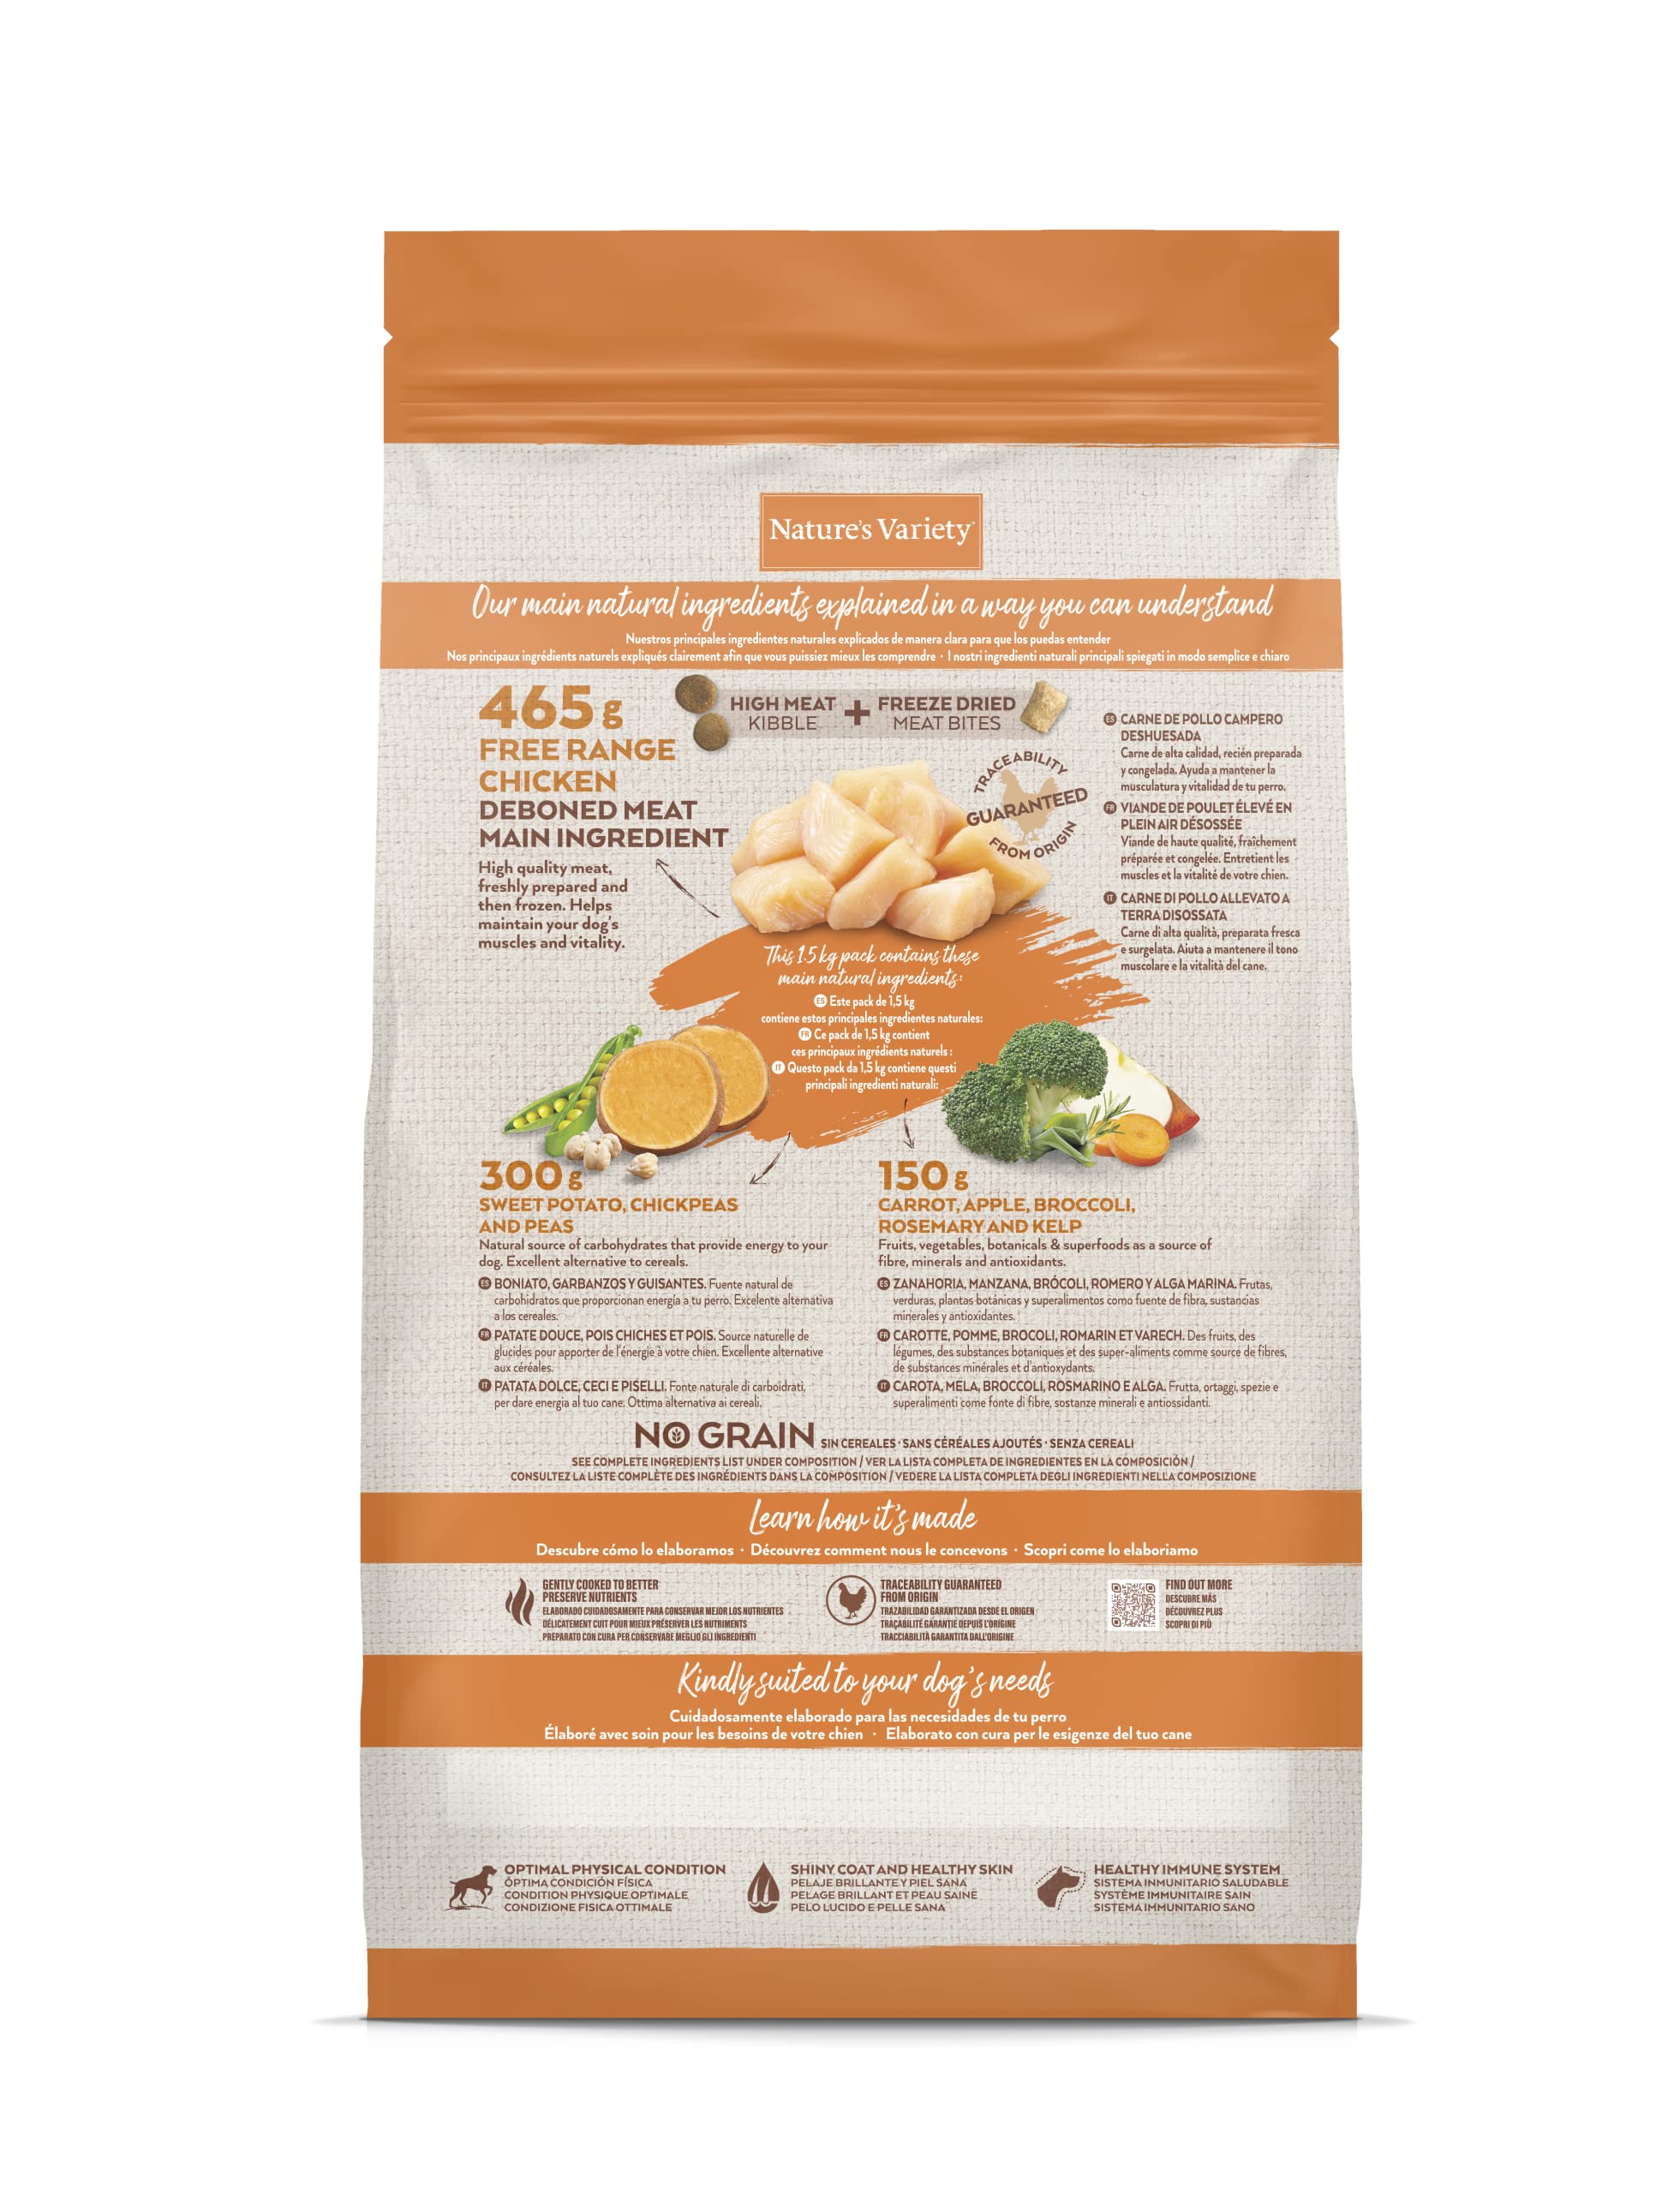 Nature's Variety
Our main natural ingredients explained in a way you can understand
Nuestros principales ingredientes naturales explicados de manera clara para que los puedas entender
Nos principaux ingrédients naturels expliqués clairement afin que vous puissiez mieux les comprendre · I nostri ingredienti naturali principali spiegati in modo semplice e chiaro
465g
FREE RANGE
CHICKEN
DEBONED MEAT
MAIN INGREDIENT
High quality meat,
freshly prepared and
then frozen. Helps
maintain your dog's
muscles and vitality.
HIGH MEAT
KIBBLE
+
FREEZE DRIED
MEAT BITES
TRACEABILITY
GUARANTEED
FROM ORIGIN
ES CARNE DE POLLO CAMPERO
DESHUESADA
Carne de alta calidad, recién preparada
y congelada. Ayuda a mantener la
musculatura y vitalidad de tu perro.
FR VIANDE DE POULET ÉLEVÉ EN
PLEIN AIR DÉSOSSÉE
Viande de haute qualité, fraîchement
préparée et congelée. Entretient les
muscles et la vitalité de votre chien.
IT CARNE DI POLLO ALLEVATO A
TERRA DISOSSATA
Carne di alta qualità, preparata fresca
e surgelata. Aiuta a mantenere il tono
muscolare e la vitalità del cane.
This 1.5 kg pack contains these
main natural ingredients:
ES Este pack de 1,5 kg
contiene estos principales ingredientes naturales:
FR Ce pack de 1,5 kg contient
ces principaux ingrédients naturels :
IT Questo pack da 1,5 kg contiene questi
principali ingredienti naturali:
300g
SWEET POTATO, CHICKPEAS
AND PEAS
Natural source of carbohydrates that provide energy to your
dog. Excellent alternative to cereals.
ES BONIATO, GARBANZOS Y GUISANTES. Fuente natural de
carbohidratos que proporcionan energía a tu perro. Excelente alternativa
a los cereales.
FR PATATE DOUCE, POIS CHICHES ET POIS. Source naturelle de
glucides pour apporter de l'énergie à votre chien. Excellente alternative
aux céréales.
IT PATATA DOLCE, CECI E PISELLI. Fonte naturale di carboidrati,
per dare energia al tuo cane. Ottima alternativa ai cereali.
150g
CARROT, APPLE, BROCCOLI,
ROSEMARY AND KELP
Fruits, vegetables, botanicals & superfoods as a source of
fibre, minerals and antioxidants.
ES ZANAHORIA, MANZANA, BRÓCOLI, ROMERO Y ALGA MARINA. Frutas,
verduras, plantas botánicas y superalimentos como fuente de fibra, sustancias
minerales y antioxidantes.
FR CAROTTE, POMME, BROCOLI, ROMARIN ET VARECH. Des fruits, des
légumes, des substances botaniques et des super-aliments comme source de fibres,
de substances minérales et d'antioxydants.
IT CAROTA, MELA, BROCCOLI, ROSMARINO E ALGA. Frutta, ortaggi, spezie e
superalimenti come fonte di fibre, sostanze minerali e antiossidanti.
NO GRAIN SIN CEREALES · SANS CÉRÉALES AJOUTÉS · SENZA CEREALI
SEE COMPLETE INGREDIENTS LIST UNDER COMPOSITION / VER LA LISTA COMPLETA DE INGREDIENTES EN LA COMPOSICIÓN /
CONSULTEZ LA LISTE COMPLÈTE DES INGRÉDIENTS DANS LA COMPOSITION / VEDERE LA LISTA COMPLETA DEGLI INGREDIENTI NELLA COMPOSIZIONE
Learn how it's made
Descubre cómo lo elaboramos · Découvrez comment nous le concevons · Scopri come lo elaboriamo
GENTLY COOKED TO BETTER
PRESERVE NUTRIENTS
ELABORADO CUIDADOSAMENTE PARA CONSERVAR MEJOR LOS NUTRIENTES
DÉLICATEMENT CUIT POUR MIEUX PRÉSERVER LES NUTRIMENTS
PREPARATO CON CURA PER CONSERVARE MEGLIO GLI INGREDIENTI
TRACEABILITY GUARANTEED
FROM ORIGIN
TRAZABILIDAD GARANTIZADA DESDE EL ORIGEN
TRAÇABILITÉ GARANTIE DEPUIS L'ORIGINE
TRACCIABILITÀ GARANTITA DALL'ORIGINE
FIND OUT MORE
DESCUBRE MÁS
DÉCOUVREZ PLUS
SCOPRI DI PIÙ
Kindly suited to your dog's needs
Cuidadosamente elaborado para las necesidades de tu perro
Élaboré avec soin pour les besoins de votre chien · Elaborato con cura per le esigenze del tuo cane
OPTIMAL PHYSICAL CONDITION
ÓPTIMA CONDICIÓN FÍSICA
CONDITION PHYSIQUE OPTIMALE
CONDIZIONE FISICA OTTIMALE
SHINY COAT AND HEALTHY SKIN
PELAJE BRILLANTE Y PIEL SANA
PELAGE BRILLANT ET PEAU SAINE
PELO LUCIDO E PELLE SANA
HEALTHY IMMUNE SYSTEM
SISTEMA INMUNITARIO SALUDABLE
SYSTÈME IMMUNITAIRE SAIN
SISTEMA IMMUNITARIO SANO